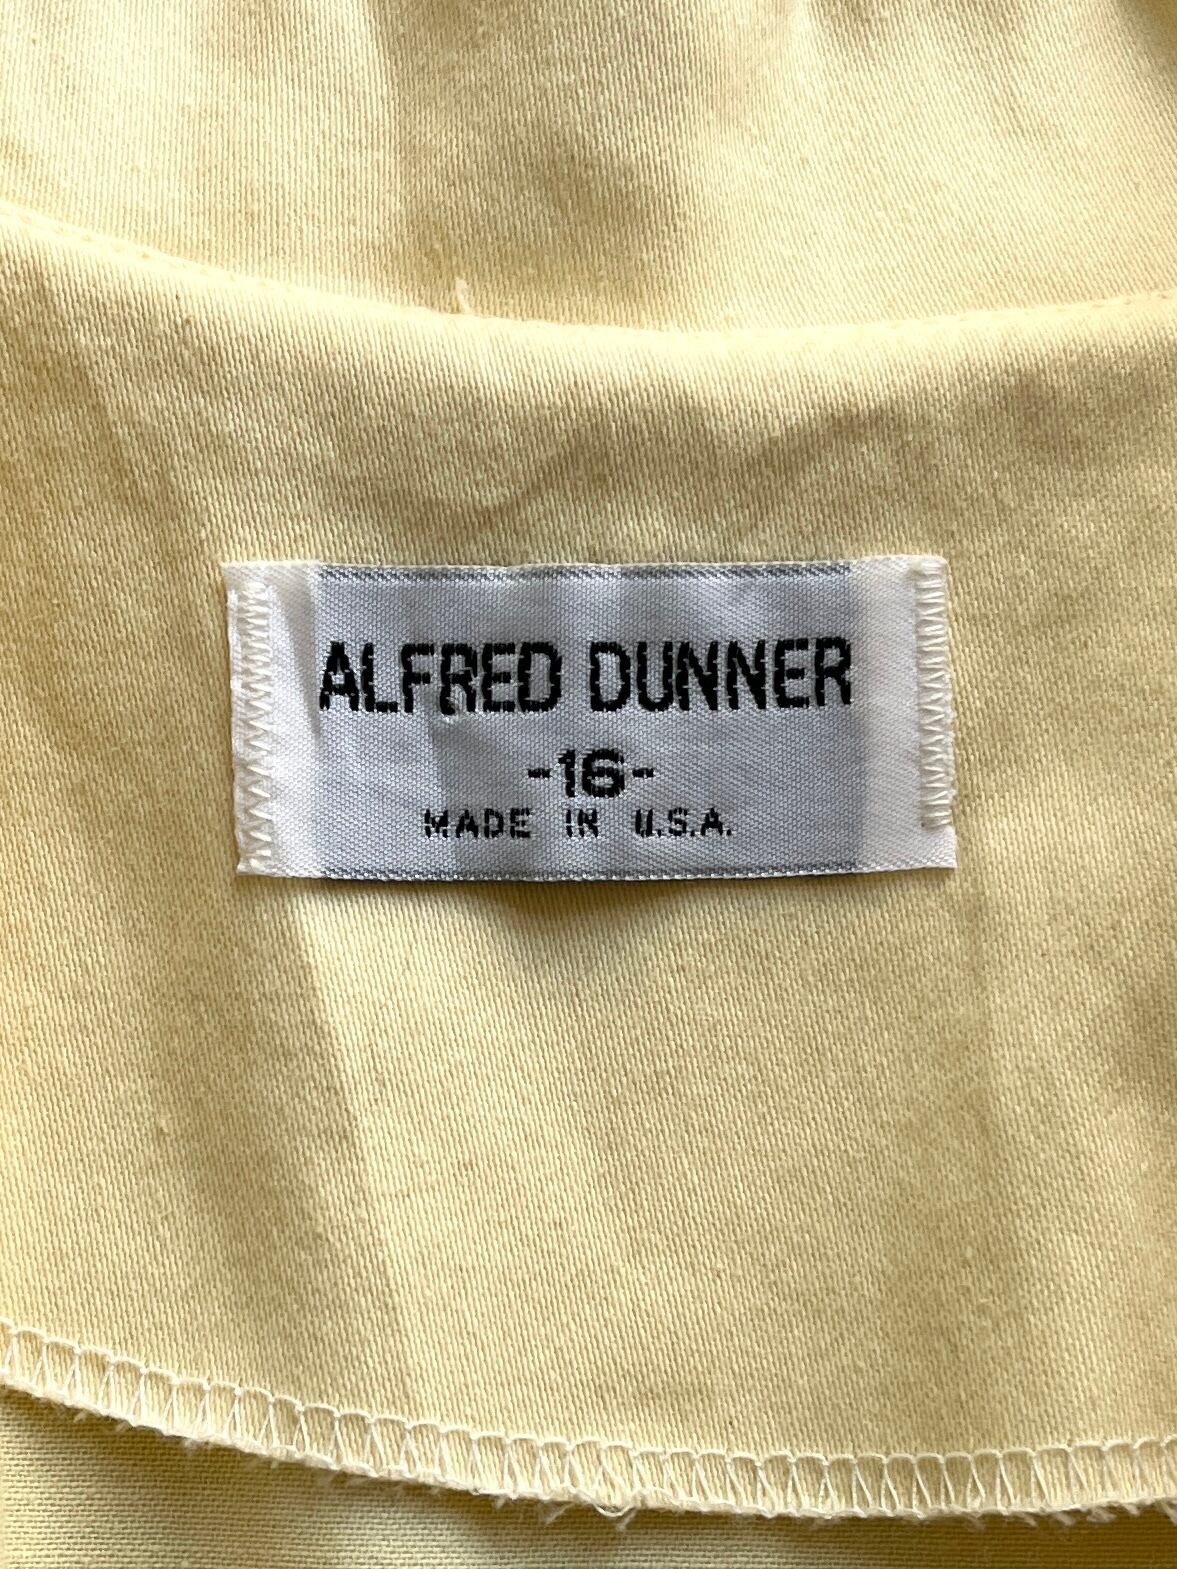 ALFRED DUNNER
-16-
MADE IN U.S.A.